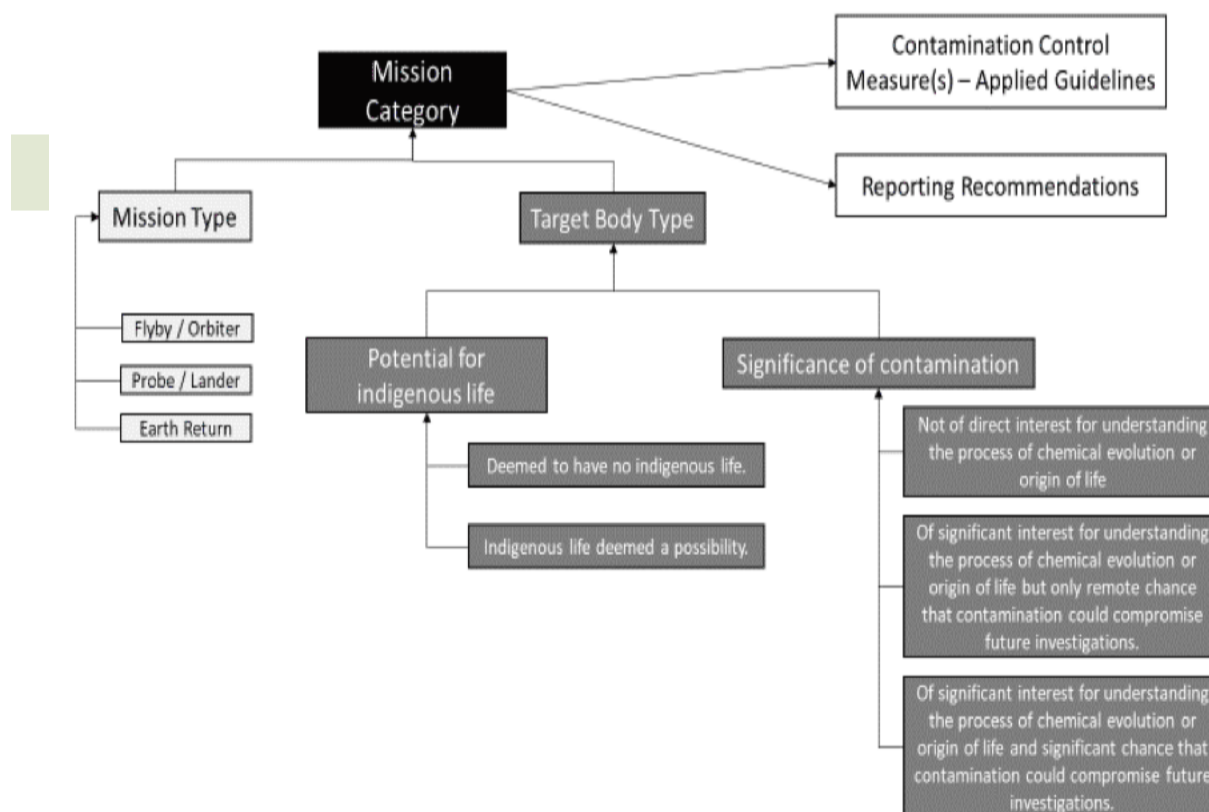 Mission
Category
Contamination Control
Measure(s) – Applied Guidelines
Reporting Recommendations
Mission Type
Target Body Type
Flyby / Orbiter
Probe / Lander
Earth Return
Potential for
indigenous life
Significance of contamination
Deemed to have no indigenous life.
Indigenous life deemed a possibility.
Not of direct interest for understanding
the process of chemical evolution or
origin of life
Of significant interest for understanding
the process of chemical evolution or
origin of life but only remote chance
that contamination could compromise
future investigations.
Of significant interest for understanding
the process of chemical evolution or
origin of life and significant chance that
contamination could compromise future
investigations.